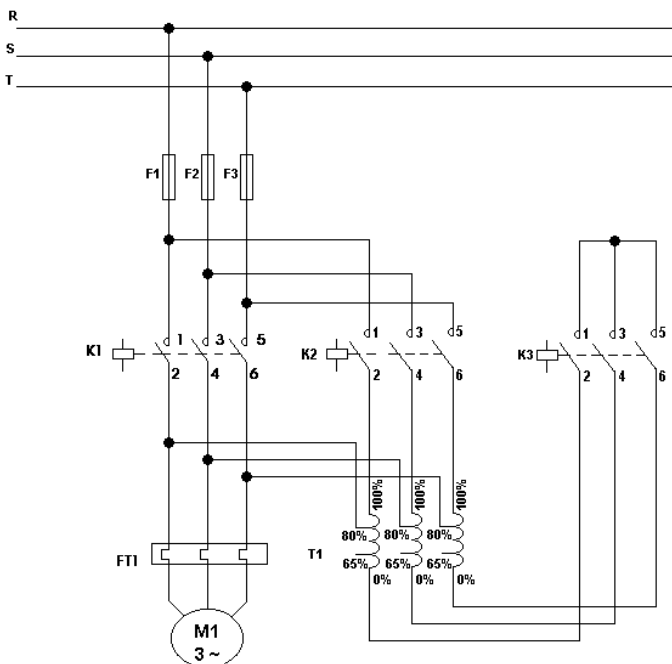 R
S
T
F1 F2 F3
1 3 5
1 3 5
1 3 5
K1
K2
K3
2 4 6
2 4 6
2 4 6
100% 100% 100%
80% 80% 80%
T1
65% 65% 65%
0% 0% 0%
FT1
M1
3 ~